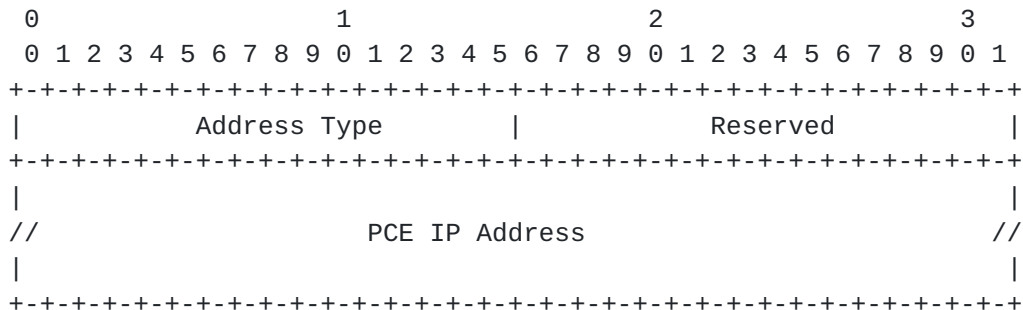 0                   1                   2                   3
 0 1 2 3 4 5 6 7 8 9 0 1 2 3 4 5 6 7 8 9 0 1 2 3 4 5 6 7 8 9 0 1
+-+-+-+-+-+-+-+-+-+-+-+-+-+-+-+-+-+-+-+-+-+-+-+-+-+-+-+-+-+-+-+-+
|           Address Type        |            Reserved           |
+-+-+-+-+-+-+-+-+-+-+-+-+-+-+-+-+-+-+-+-+-+-+-+-+-+-+-+-+-+-+-+-+
|                                                               |
//                     PCE IP Address                          //
|                                                               |
+-+-+-+-+-+-+-+-+-+-+-+-+-+-+-+-+-+-+-+-+-+-+-+-+-+-+-+-+-+-+-+-+